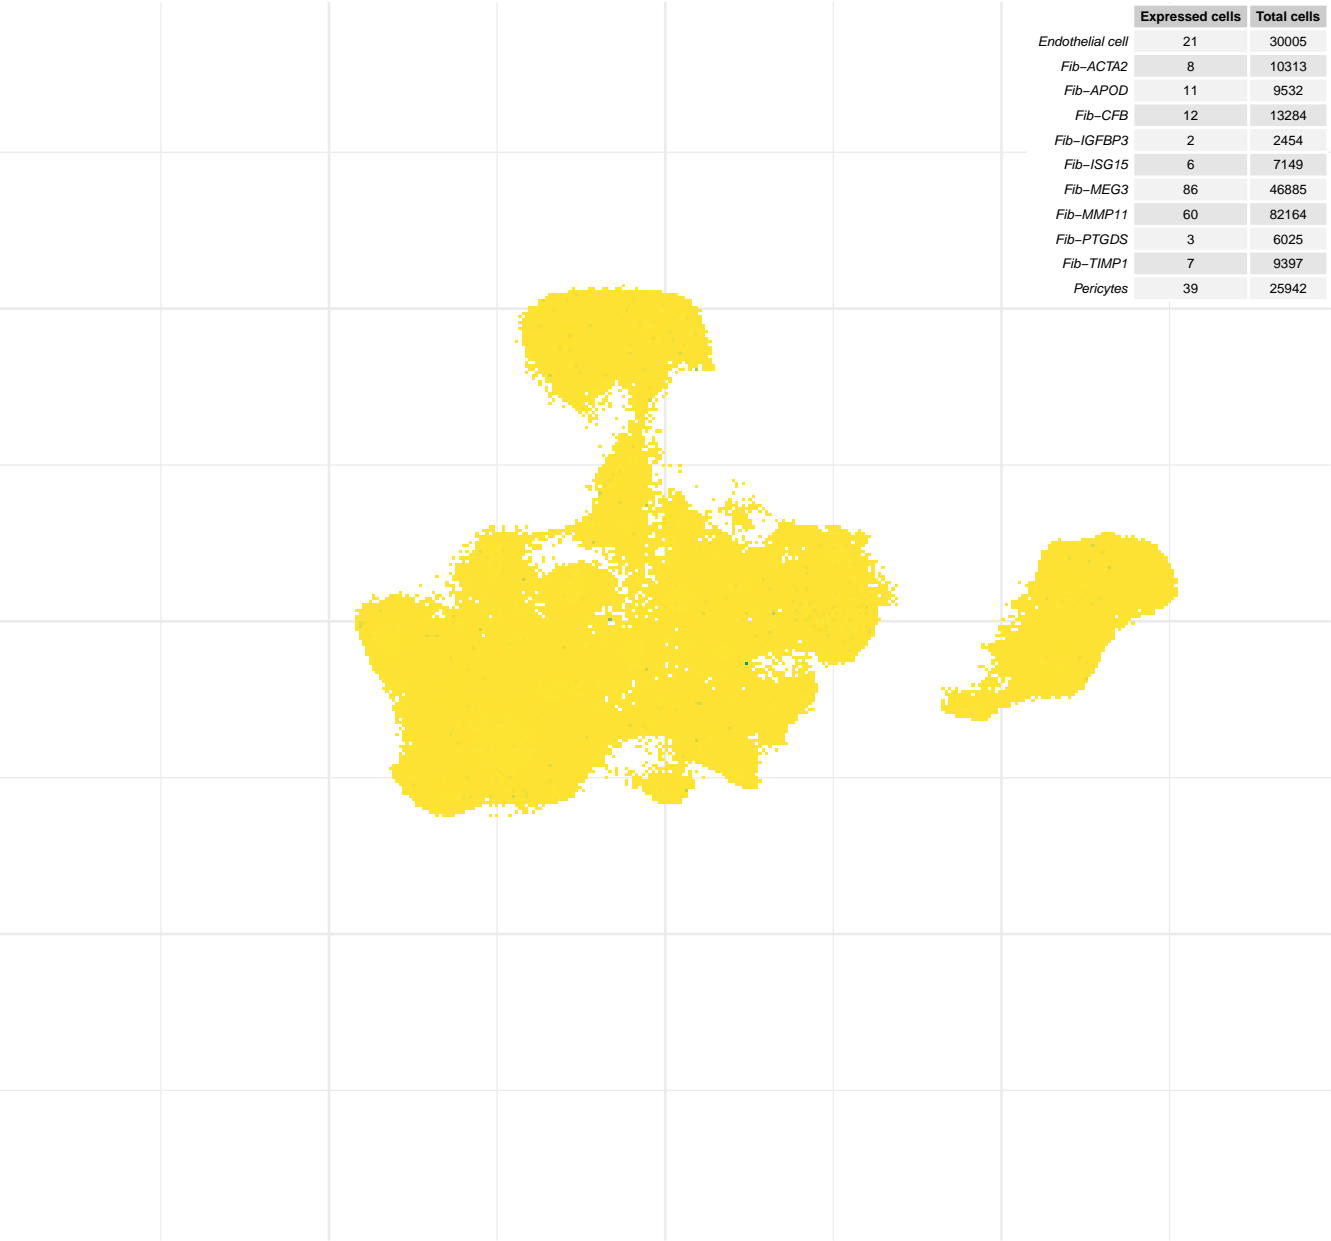 Expressed cells Total cells
Endothelial cell 21 30005
Fib−ACTA2 8 10313
Fib−APOD 11 9532
Fib−CFB 12 13284
Fib−IGFBP3 2 2454
Fib−ISG15 6 7149
Fib−MEG3 86 46885
Fib−MMP11 60 82164
Fib−PTGDS 3 6025
Fib−TIMP1 7 9397
Pericytes 39 25942